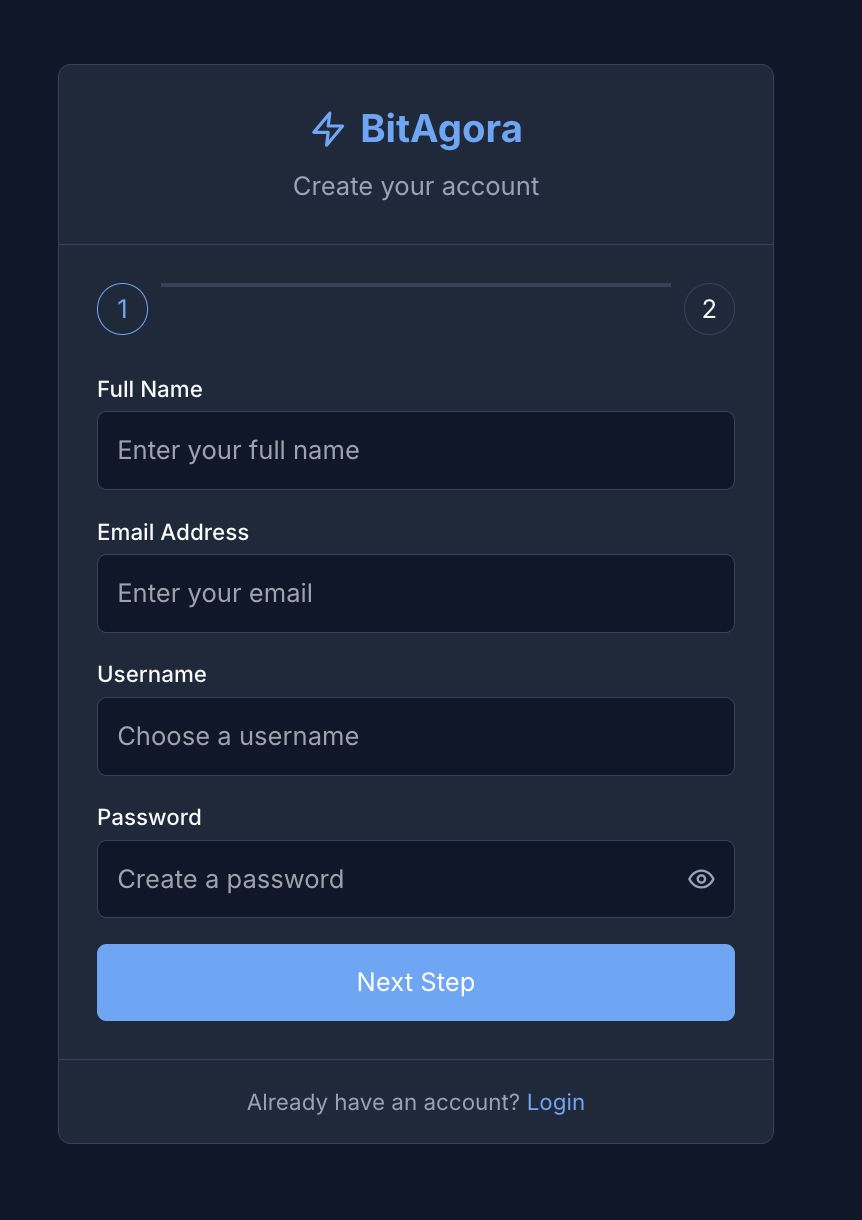 BitAgora
Create your account
1
2
Full Name
Enter your full name
Email Address
Enter your email
Username
Choose a username
Password
Create a password
Next Step
Already have an account? Login